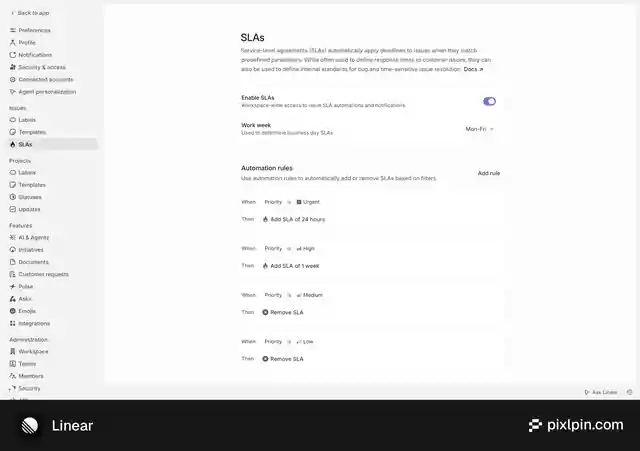 Back to app
Preferences
Profile
Notifications
Security & access
Connected accounts
Agent personalization
Issues
Labels
Templates
SLAs
Projects
Labels
Templates
Statuses
Updates
Features
AI & Agents
Initiatives
Documents
Customer requests
Pulse
Asks
Emojis
Integrations
Administration
Workspace
Teams
Members
Security
API
SLAs
Service-level agreements (SLAs) automatically apply deadlines to issues when they match
predefined parameters. While often used to define response times to customer issues, they can
also be used to define internal standards for bug and time-sensitive issue resolution. Docs ↗
Enable SLAs
Workspace-wide access to issue SLA automations and notifications
Work week
Used to determine business day SLAs
Mon-Fri
Automation rules
Use automation rules to automatically add or remove SLAs based on filters.
Add rule
When Priority is Urgent
Then Add SLA of 24 hours
When Priority is High
Then Add SLA of 1 week
When Priority is Medium
Then Remove SLA
When Priority is Low
Then Remove SLA
Ask Linear
Linear
pixlpin.com